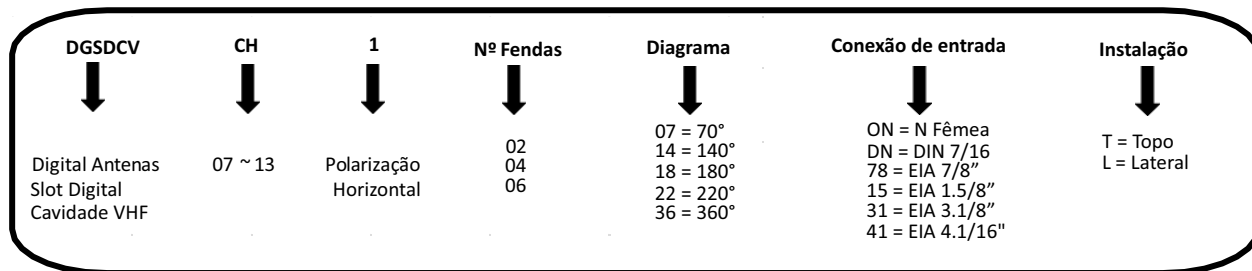 DGSDCV CH 1 Nº Fendas Diagrama Conexão de entrada Instalação
Digital Antenas
Slot Digital
Cavidade VHF
07 ~ 13
Polarização
Horizontal
02
04
06
07 = 70°
14 = 140°
18 = 180°
22 = 220°
36 = 360°
ON = N Fêmea
DN = DIN 7/16
78 = EIA 7/8”
15 = EIA 1.5/8”
31 = EIA 3.1/8”
41 = EIA 4.1/16"
T = Topo
L = Lateral